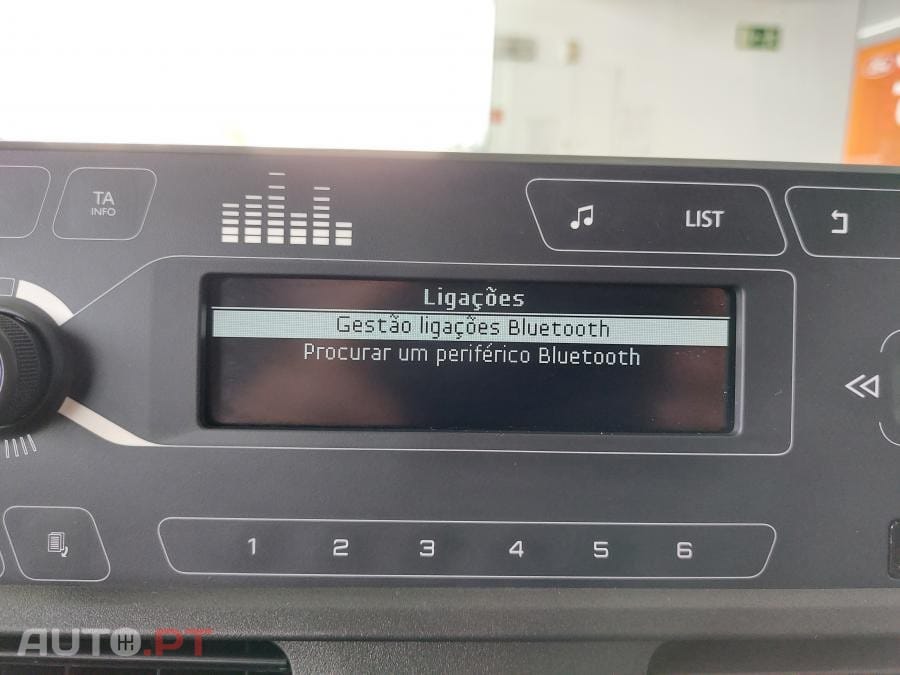 TA
INFO
LIST
Ligações
Gestão ligações Bluetooth
Procurar um periférico Bluetooth
1 2 3 4 5 6
AUTO.PT